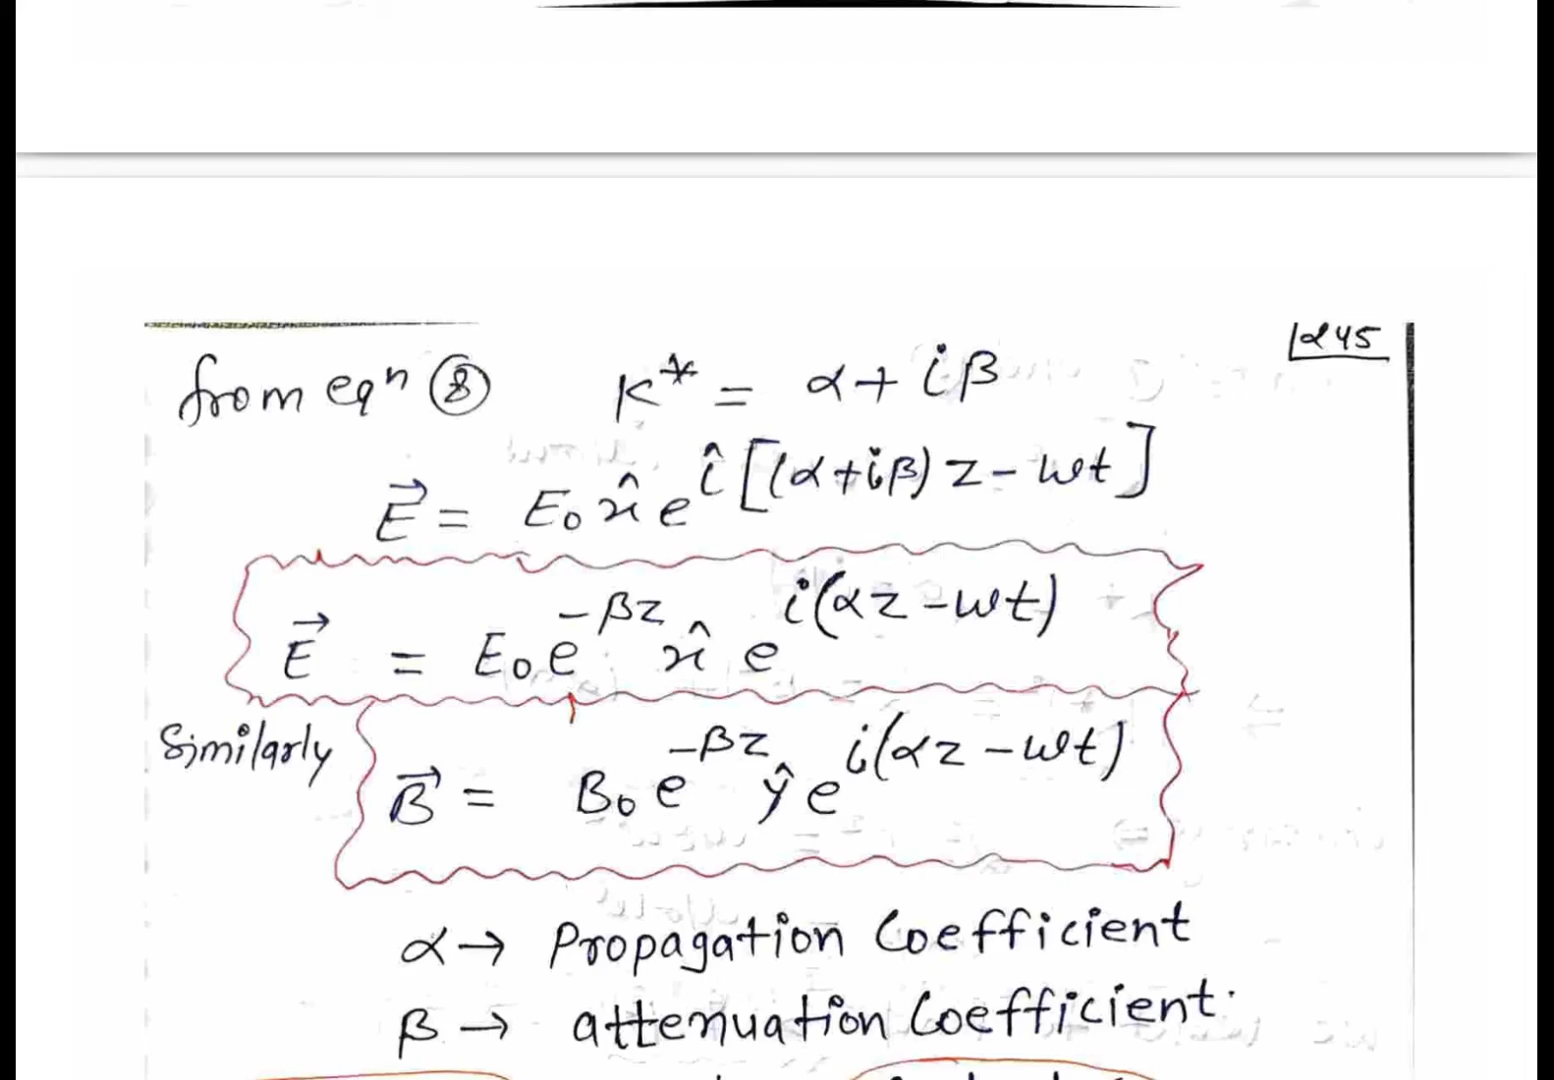 1245
from eqⁿ ⑧ K* = α + iβ
E⃗ = E₀ x̂ e^{i[(α+iβ)z - ωt]}
E⃗ = E₀ e^{-βz} x̂ e^{i(αz - ωt)}
Similarly
B⃗ = B₀ e^{-βz} ŷ e^{i(αz - ωt)}
α → Propagation Coefficient
β → attenuation Coefficient.